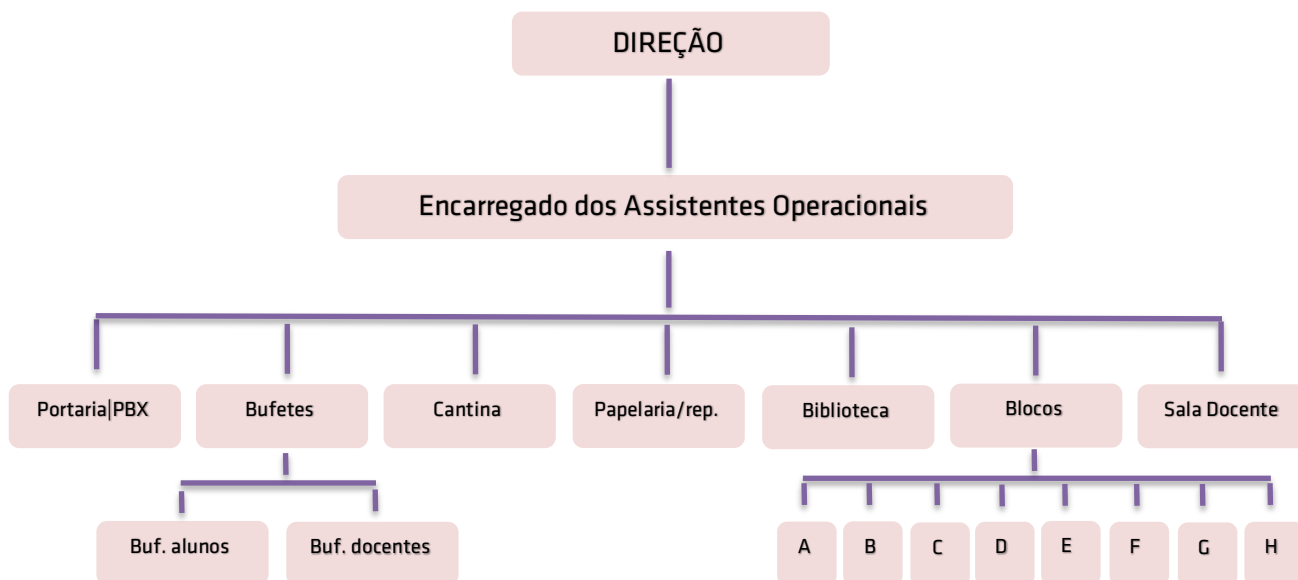 DIREÇÃO
Encarregado dos Assistentes Operacionais
Portaria|PBX
Bufetes
Cantina
Papelaria/rep.
Biblioteca
Blocos
Sala Docente
Buf. alunos
Buf. docentes
A
B
C
D
E
F
G
H